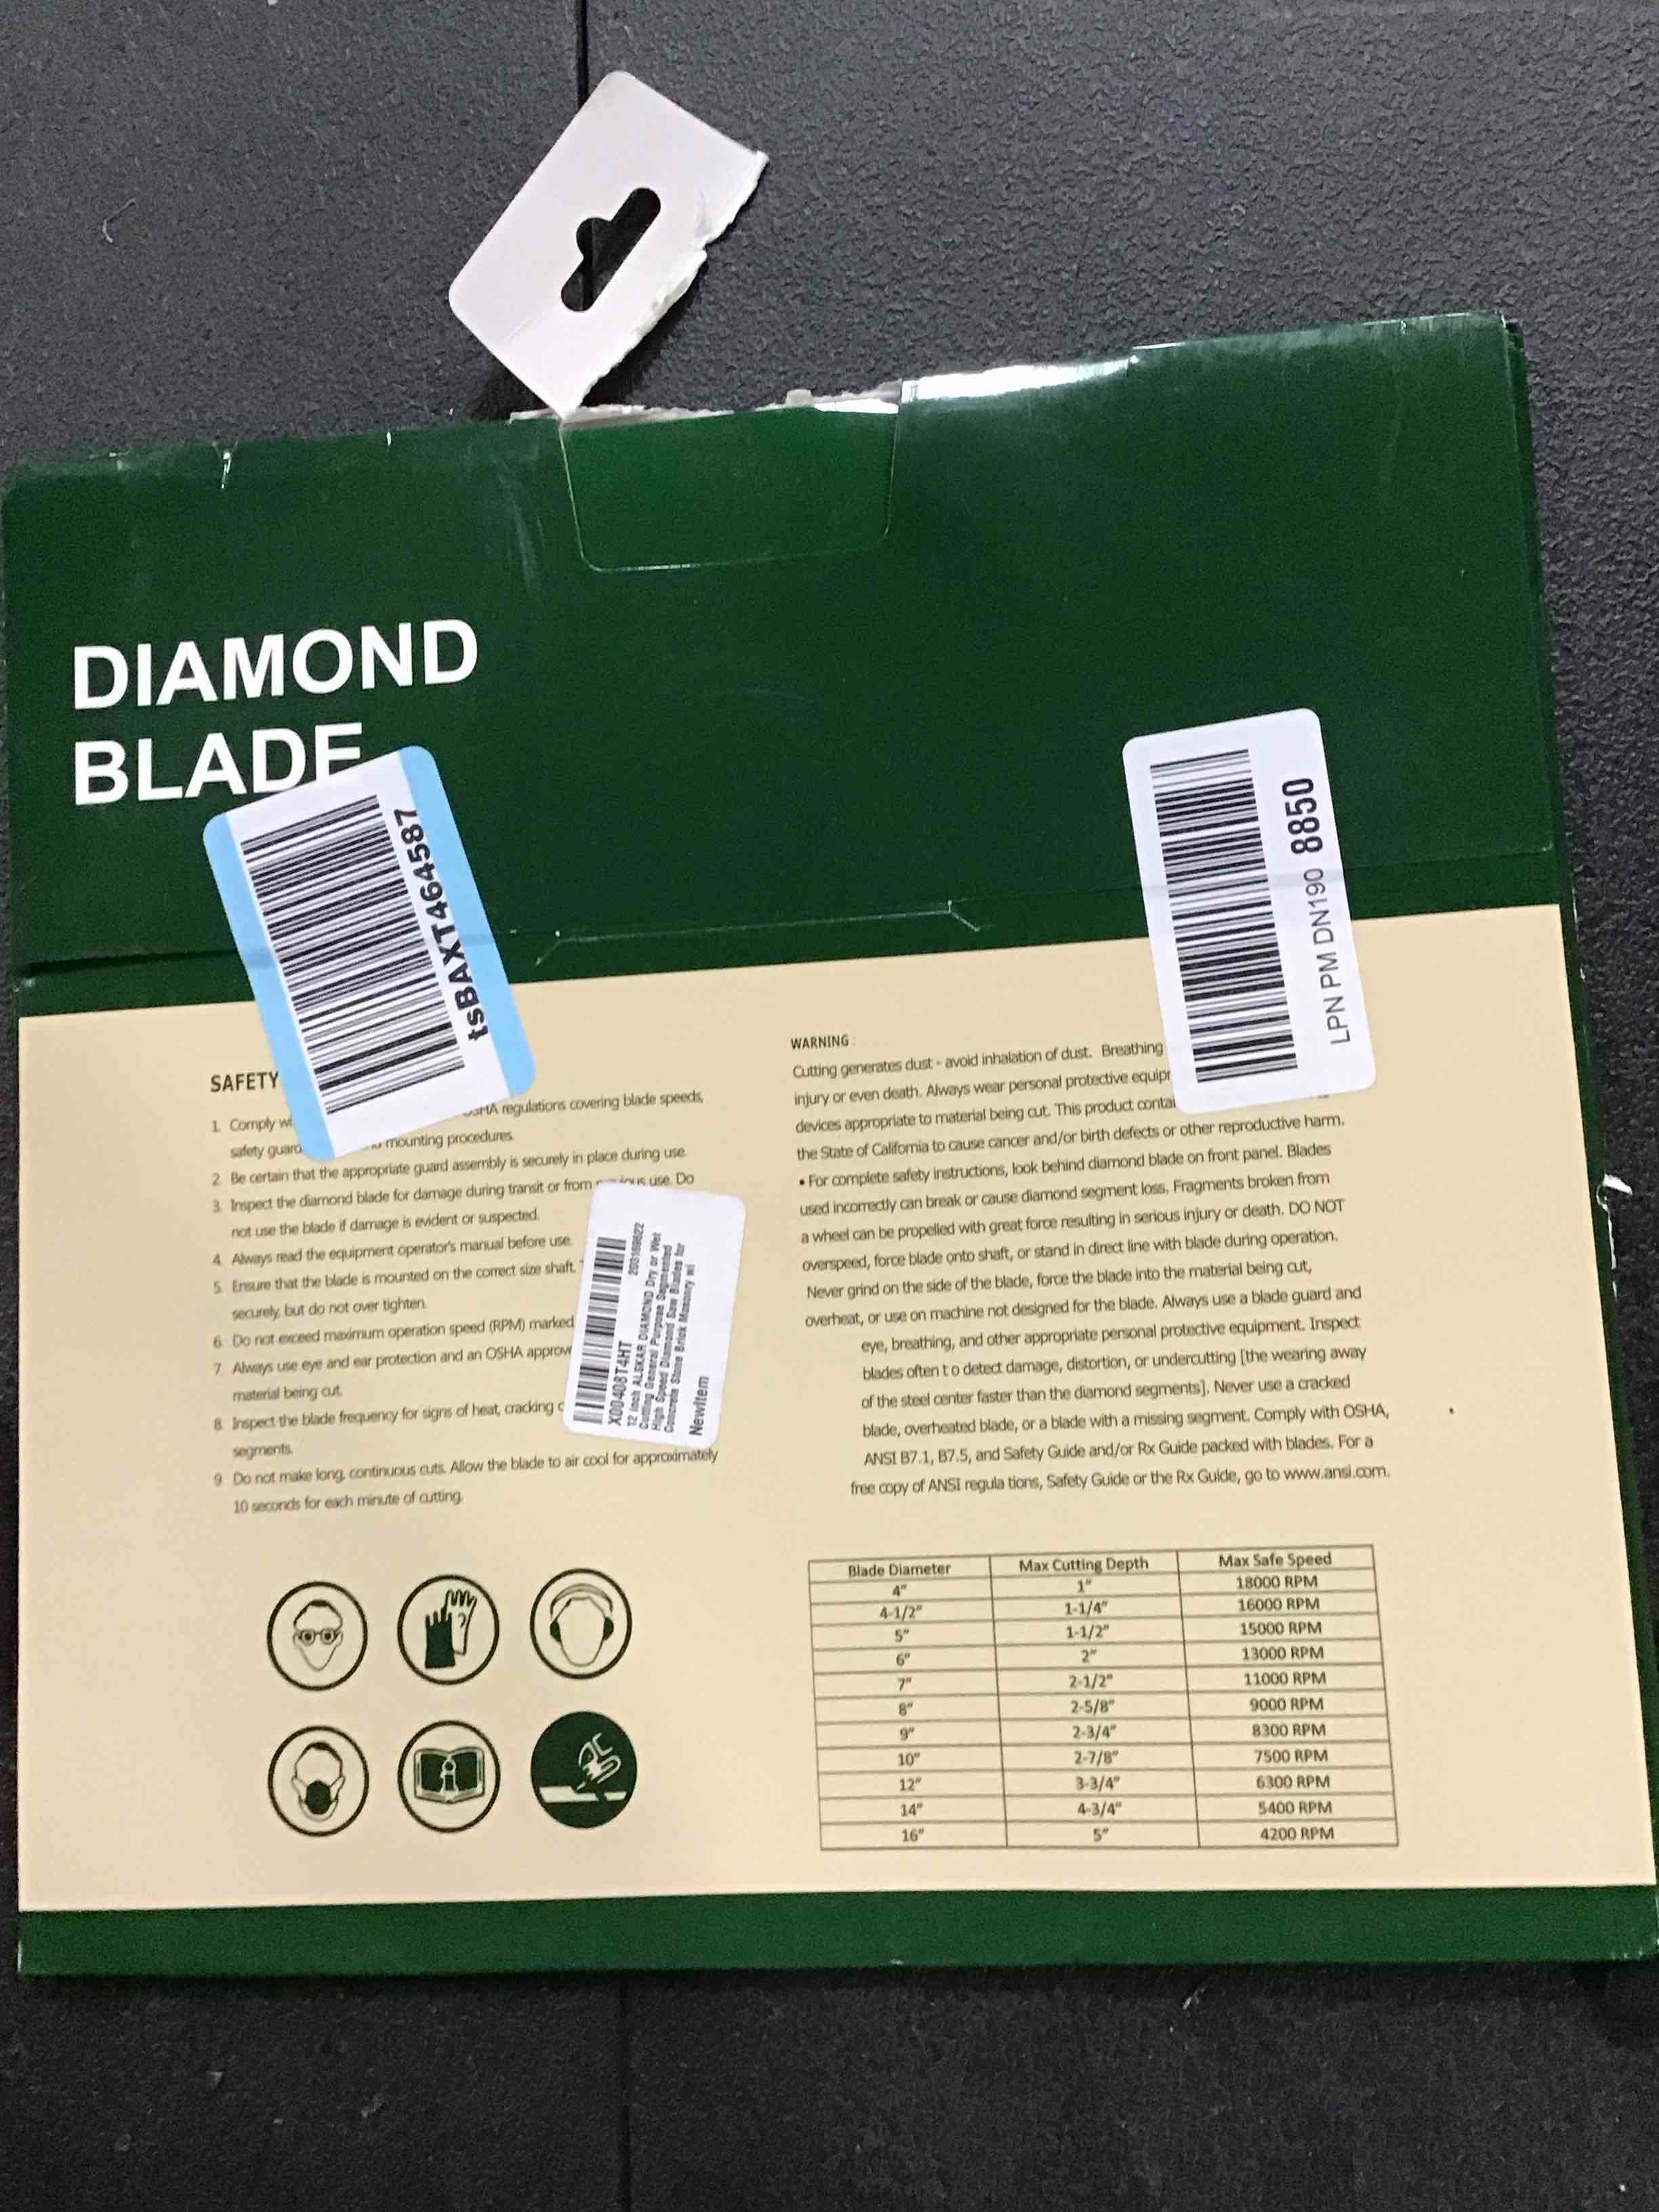 DIAMOND
BLADE
tsBAXT464587
LPN PM DN190 8850
SAFETY
1. Comply wi OSHA regulations covering blade speeds,
safety guard mounting procedures.
2. Be certain that the appropriate guard assembly is securely in place during use.
3. Inspect the diamond blade for damage during transit or from use. Do
not use the blade if damage is evident or suspected.
4. Always read the equipment operator's manual before use.
5. Ensure that the blade is mounted on the correct size shaft.
securely, but do not over tighten.
6. Do not exceed maximum operation speed (RPM) marked
7 Always use eye and ear protection and an OSHA approv
material being cut.
8. Inspect the blade frequency for signs of heat, cracking
segments.
9 Do not make long, continuous cuts. Allow the blade to air cool for approximately
10 seconds for each minute of cutting.
X00408T4HT
12 Inch ALSKAR DIAMOND Dry or Wet
Cutting General Purpose Segmented
High Speed Diamond Saw Blades for
Concrete Stone Brick Masonry wi
NewItem
WARNING
Cutting generates dust - avoid inhalation of dust. Breathing
injury or even death. Always wear personal protective equip
devices appropriate to material being cut. This product contai
the State of California to cause cancer and/or birth defects or other reproductive harm.
• For complete safety instructions, look behind diamond blade on front panel. Blades
used incorrectly can break or cause diamond segment loss. Fragments broken from
a wheel can be propelled with great force resulting in serious injury or death. DO NOT
overspeed, force blade onto shaft, or stand in direct line with blade during operation.
Never grind on the side of the blade, force the blade into the material being cut,
overheat, or use on machine not designed for the blade. Always use a blade guard and
eye, breathing, and other appropriate personal protective equipment. Inspect
blades often t o detect damage, distortion, or undercutting [the wearing away
of the steel center faster than the diamond segments]. Never use a cracked
blade, overheated blade, or a blade with a missing segment. Comply with OSHA,
ANSI B7.1, B7.5, and Safety Guide and/or Rx Guide packed with blades. For a
free copy of ANSI regula tions, Safety Guide or the Rx Guide, go to www.ansi.com.
Blade Diameter Max Cutting Depth Max Safe Speed
4" 1" 18000 RPM
4-1/2" 1-1/4" 16000 RPM
5" 1-1/2" 15000 RPM
6" 2" 13000 RPM
7" 2-1/2" 11000 RPM
8" 2-5/8" 9000 RPM
9" 2-3/4" 8300 RPM
10" 2-7/8" 7500 RPM
12" 3-3/4" 6300 RPM
14" 4-3/4" 5400 RPM
16" 5" 4200 RPM